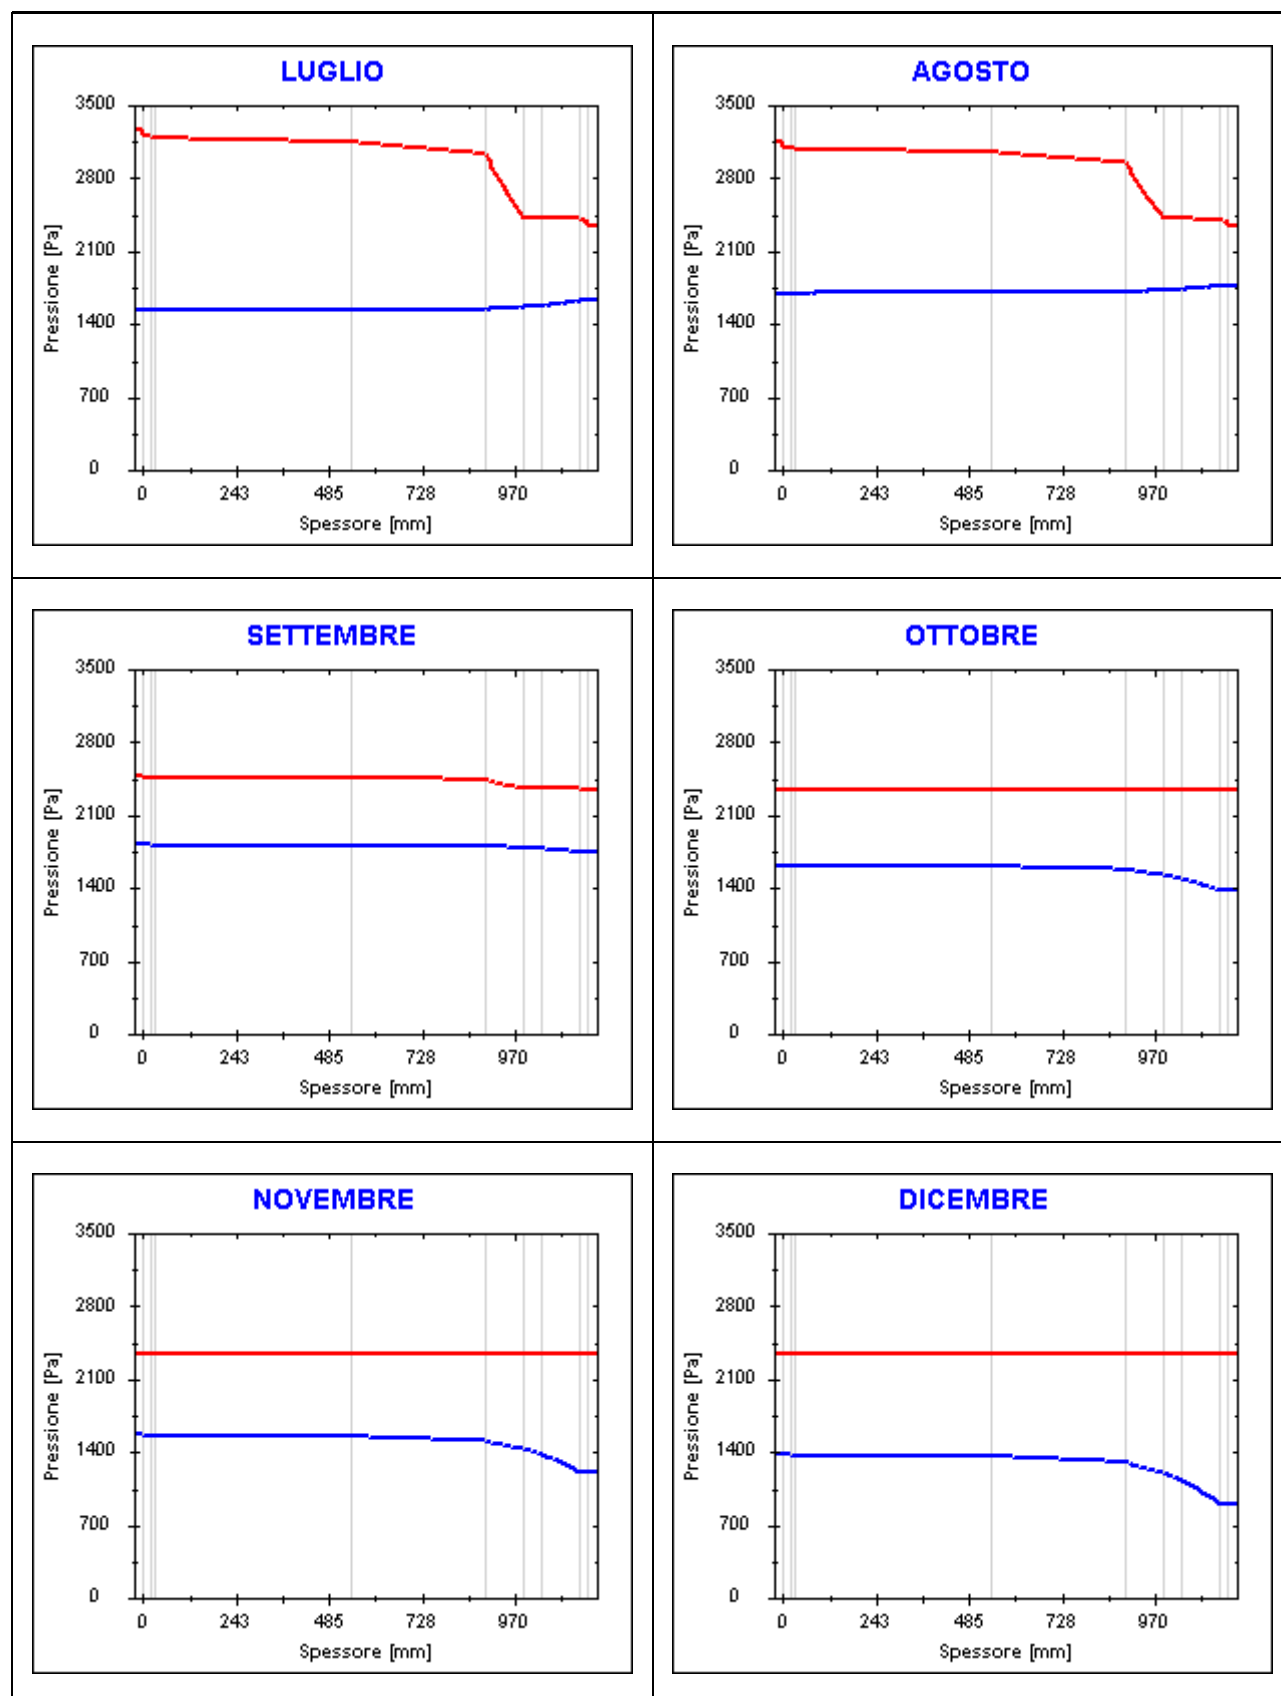 LUGLIO
3500
2800
2100
1400
700
0
Pressione [Pa]
0 243 485 728 970
Spessore [mm]
AGOSTO
3500
2800
2100
1400
700
0
Pressione [Pa]
0 243 485 728 970
Spessore [mm]
SETTEMBRE
3500
2800
2100
1400
700
0
Pressione [Pa]
0 243 485 728 970
Spessore [mm]
OTTOBRE
3500
2800
2100
1400
700
0
Pressione [Pa]
0 243 485 728 970
Spessore [mm]
NOVEMBRE
3500
2800
2100
1400
700
0
Pressione [Pa]
0 243 485 728 970
Spessore [mm]
DICEMBRE
3500
2800
2100
1400
700
0
Pressione [Pa]
0 243 485 728 970
Spessore [mm]